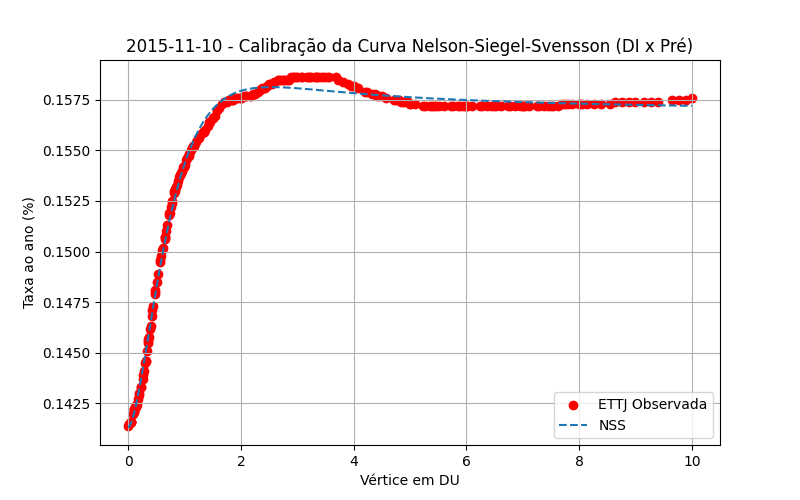 2015-11-10 - Calibração da Curva Nelson-Siegel-Svensson (DI x Pré)
Taxa ao ano (%)
0.1575
0.1550
0.1525
0.1500
0.1475
0.1450
0.1425
ETTJ Observada
NSS
0 2 4 6 8 10
Vértice em DU